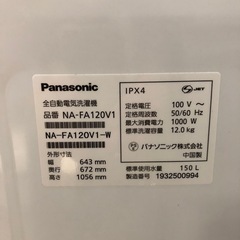 Panasonic
全自動電気洗濯機
品番 NA-FA120V1
NA-FA120V1-W
外形寸法
幅 643 mm
奥行 672 mm
高さ 1056 mm
IPX4
JET
定格電圧 100 V～
定格周波数 50/60 Hz
最大消費電力 1000 W
標準洗濯容量 12.0kg
パナソニック株式会社
中国製
標準使用水量 150 L
製造番号 1932500994